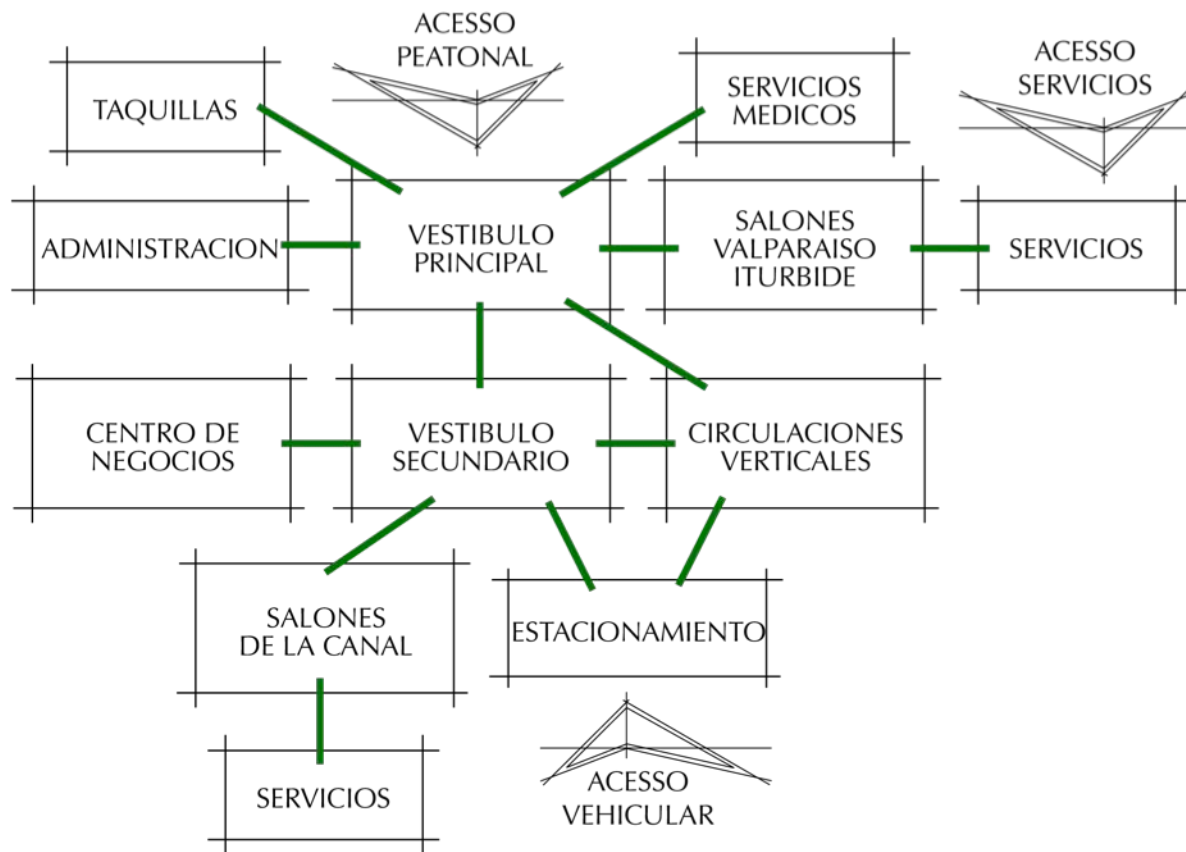 ACESSO
PEATONAL
ACESSO
SERVICIOS
TAQUILLAS
SERVICIOS
MEDICOS
ADMINISTRACION
VESTIBULO
PRINCIPAL
SALONES
VALPARAISO
ITURBIDE
SERVICIOS
CENTRO DE
NEGOCIOS
VESTIBULO
SECUNDARIO
CIRCULACIONES
VERTICALES
SALONES
DE LA CANAL
ESTACIONAMIENTO
SERVICIOS
ACESSO
VEHICULAR